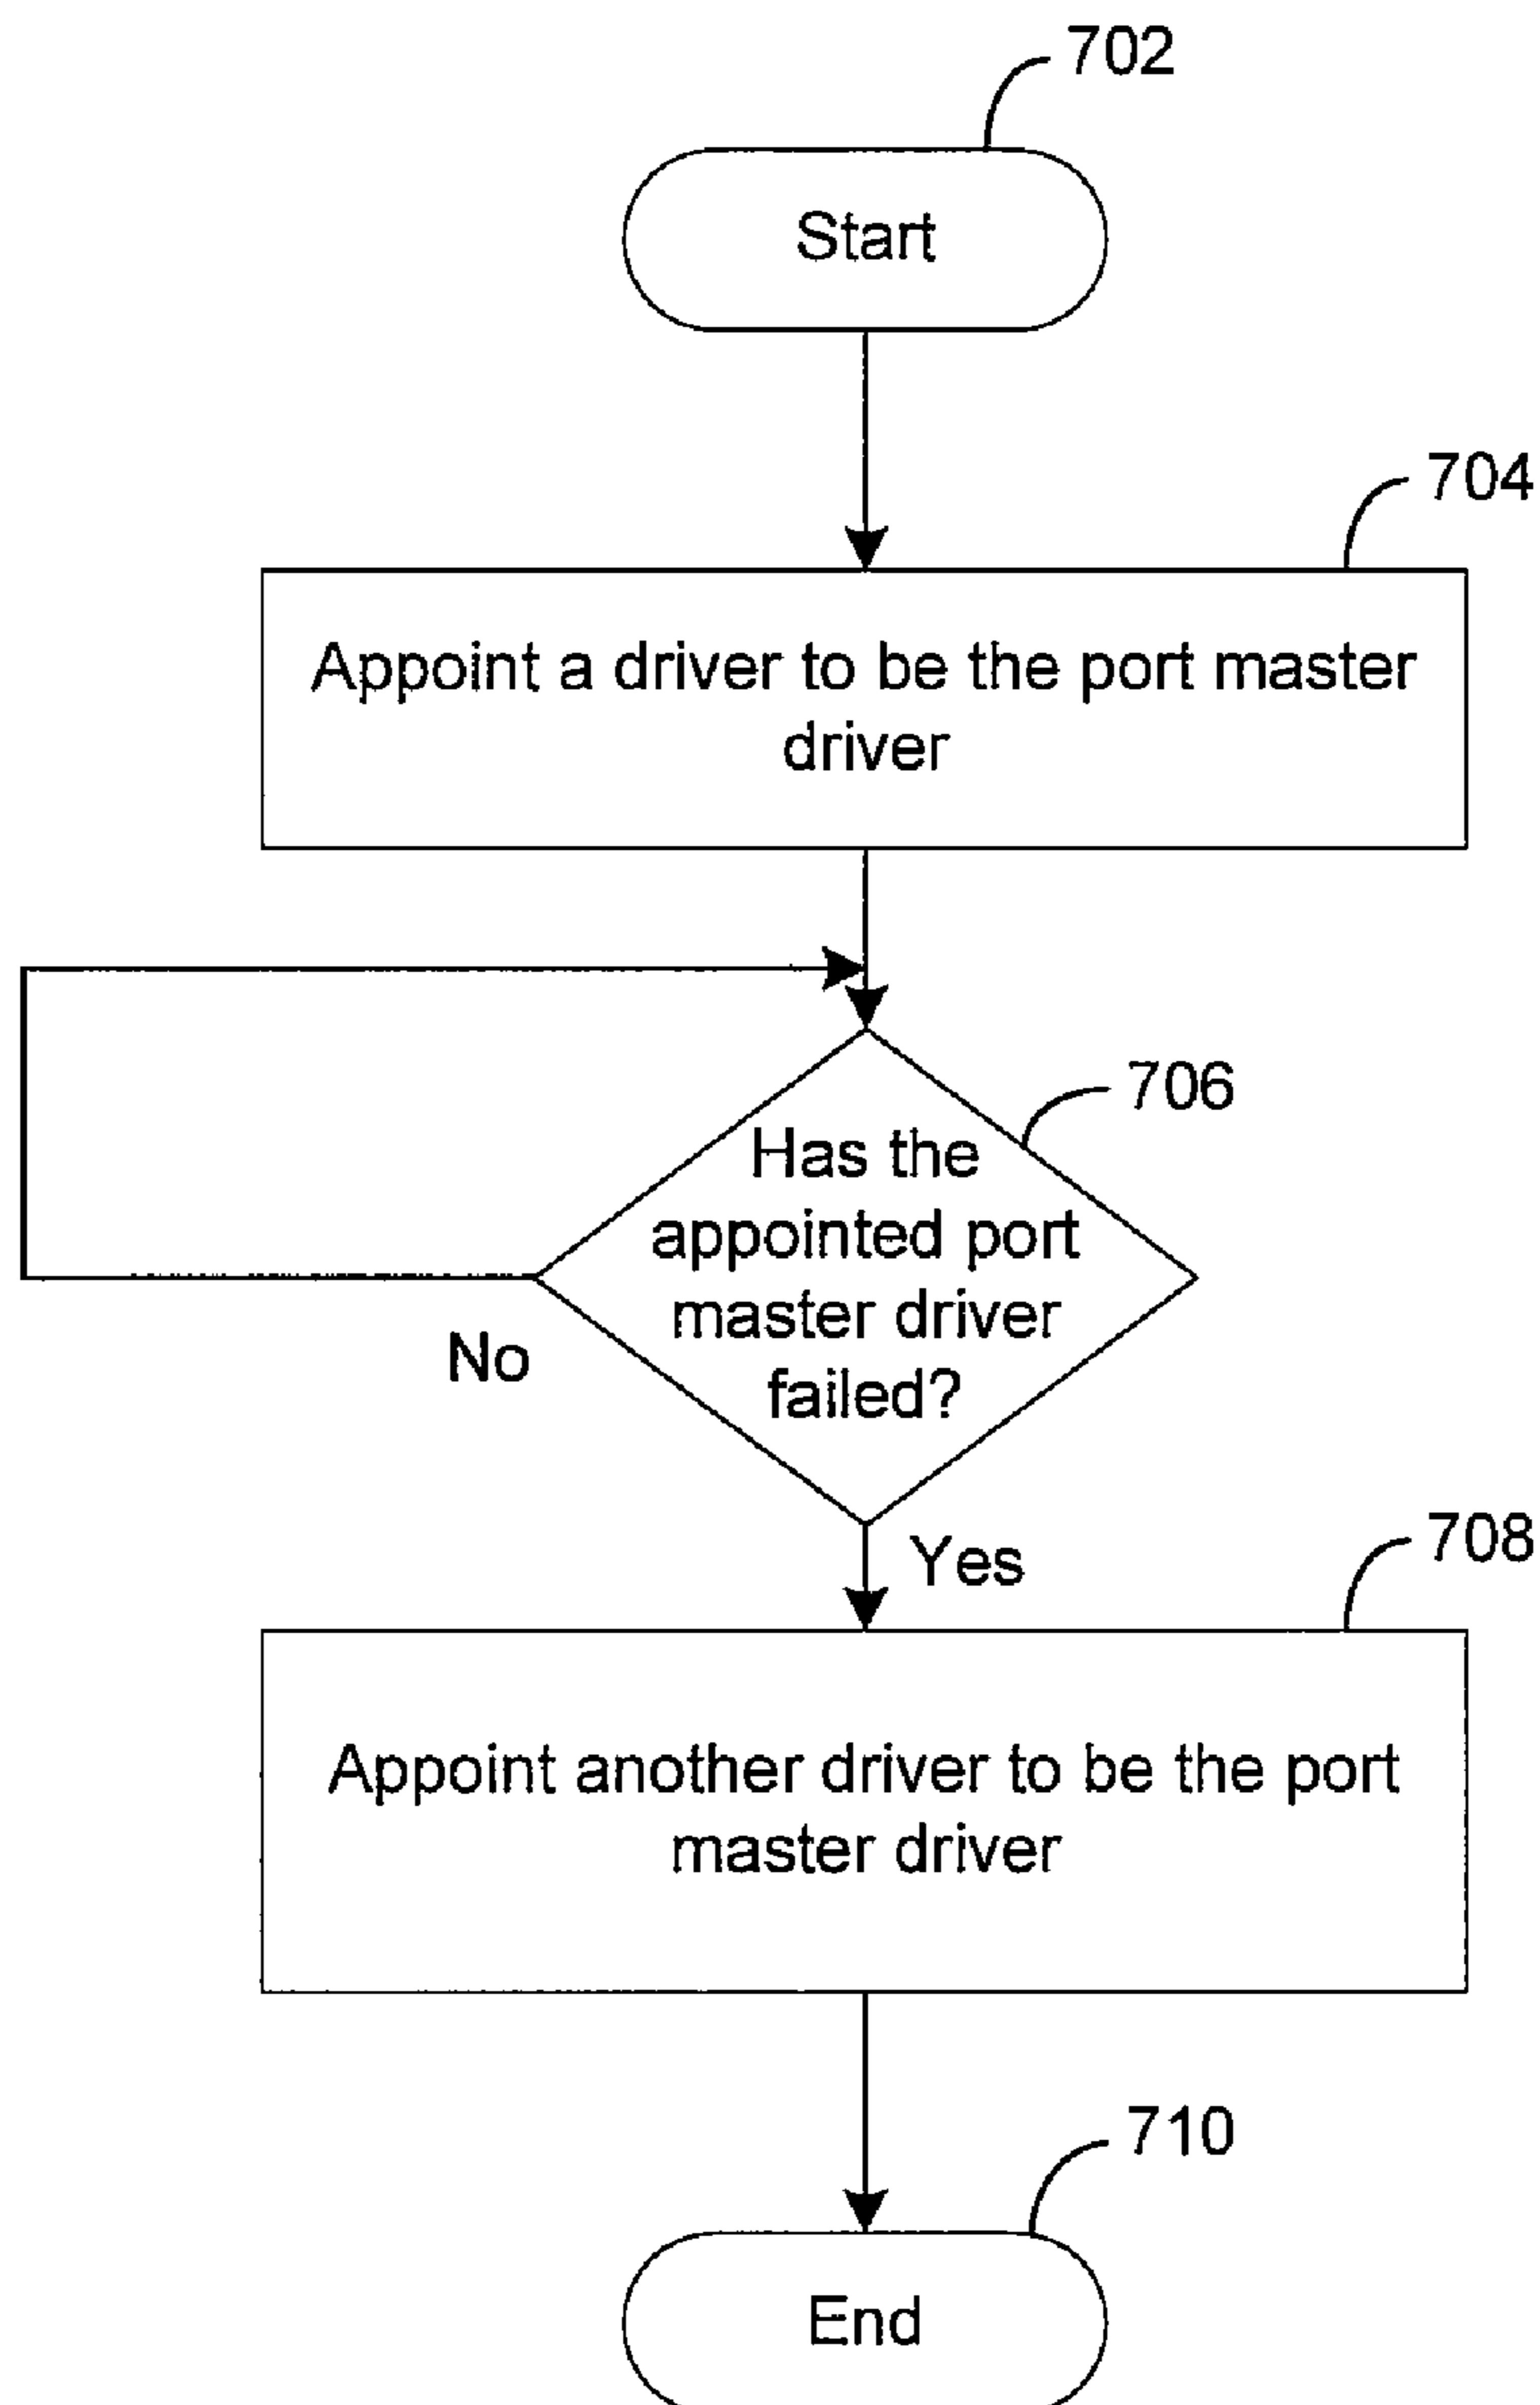 702
Start
704
Appoint a driver to be the port master
driver
706
Has the
appointed port
master driver
failed?
No
Yes
708
Appoint another driver to be the port
master driver
710
End